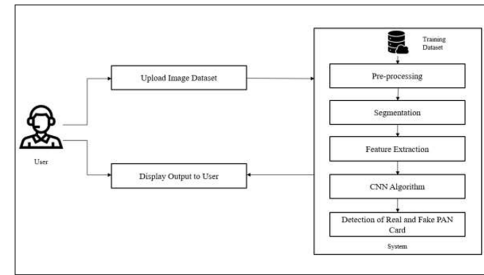 Training
Dataset
Pre-processing
Upload Image Dataset
Segmentation
Feature Extraction
User
Display Output to User
CNN Algorithm
Detection of Real and Fake PAN
Card
System